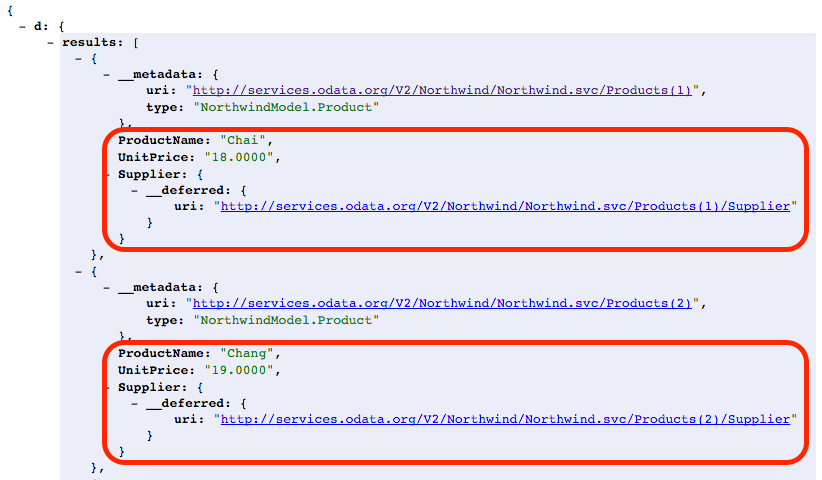 {
– d: {
– results: [
– {
– __metadata: {
uri: "http://services.odata.org/V2/Northwind/Northwind.svc/Products(1)",
type: "NorthwindModel.Product"
},
ProductName: "Chai",
UnitPrice: "18.0000",
- Supplier: {
– __deferred: {
uri: "http://services.odata.org/V2/Northwind/Northwind.svc/Products(1)/Supplier"
}
}
},
– {
– __metadata: {
uri: "http://services.odata.org/V2/Northwind/Northwind.svc/Products(2)",
type: "NorthwindModel.Product"
},
ProductName: "Chang",
UnitPrice: "19.0000",
- Supplier: {
– __deferred: {
uri: "http://services.odata.org/V2/Northwind/Northwind.svc/Products(2)/Supplier"
}
}
},